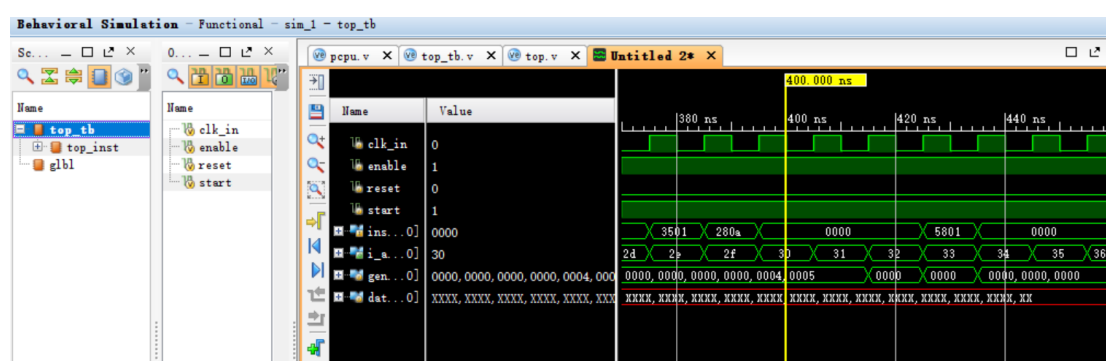 Behavioral Simulation - Functional - sim_1 - top_tb
Sc...
0...
pcpu.v
top_tb.v
top.v
Untitled 2*
Name
top_tb
top_inst
glbl
Name
clk_in
enable
reset
start
Name Value
clk_in 0
enable 1
reset 0
start 1
ins...0] 0000
i_a...0] 30
gen...0] 0000, 0000, 0000, 0000, 0004, 000
dat...0] XXXX, XXXX, XXXX, XXXX, XXXX, XXX
400.000 ns
380 ns 400 ns 420 ns 440 ns
3501 280a 0000 5801 0000
2d 2e 2f 30 31 32 33 34 35 36
0000, 0000, 0000, 0000, 0004, 0005 0000 0000 0000, 0000, 0000
XXXX, XXXX, XXXX, XXXX, XXXX, XXXX, XXXX, XXXX, XXXX, XXXX, XX